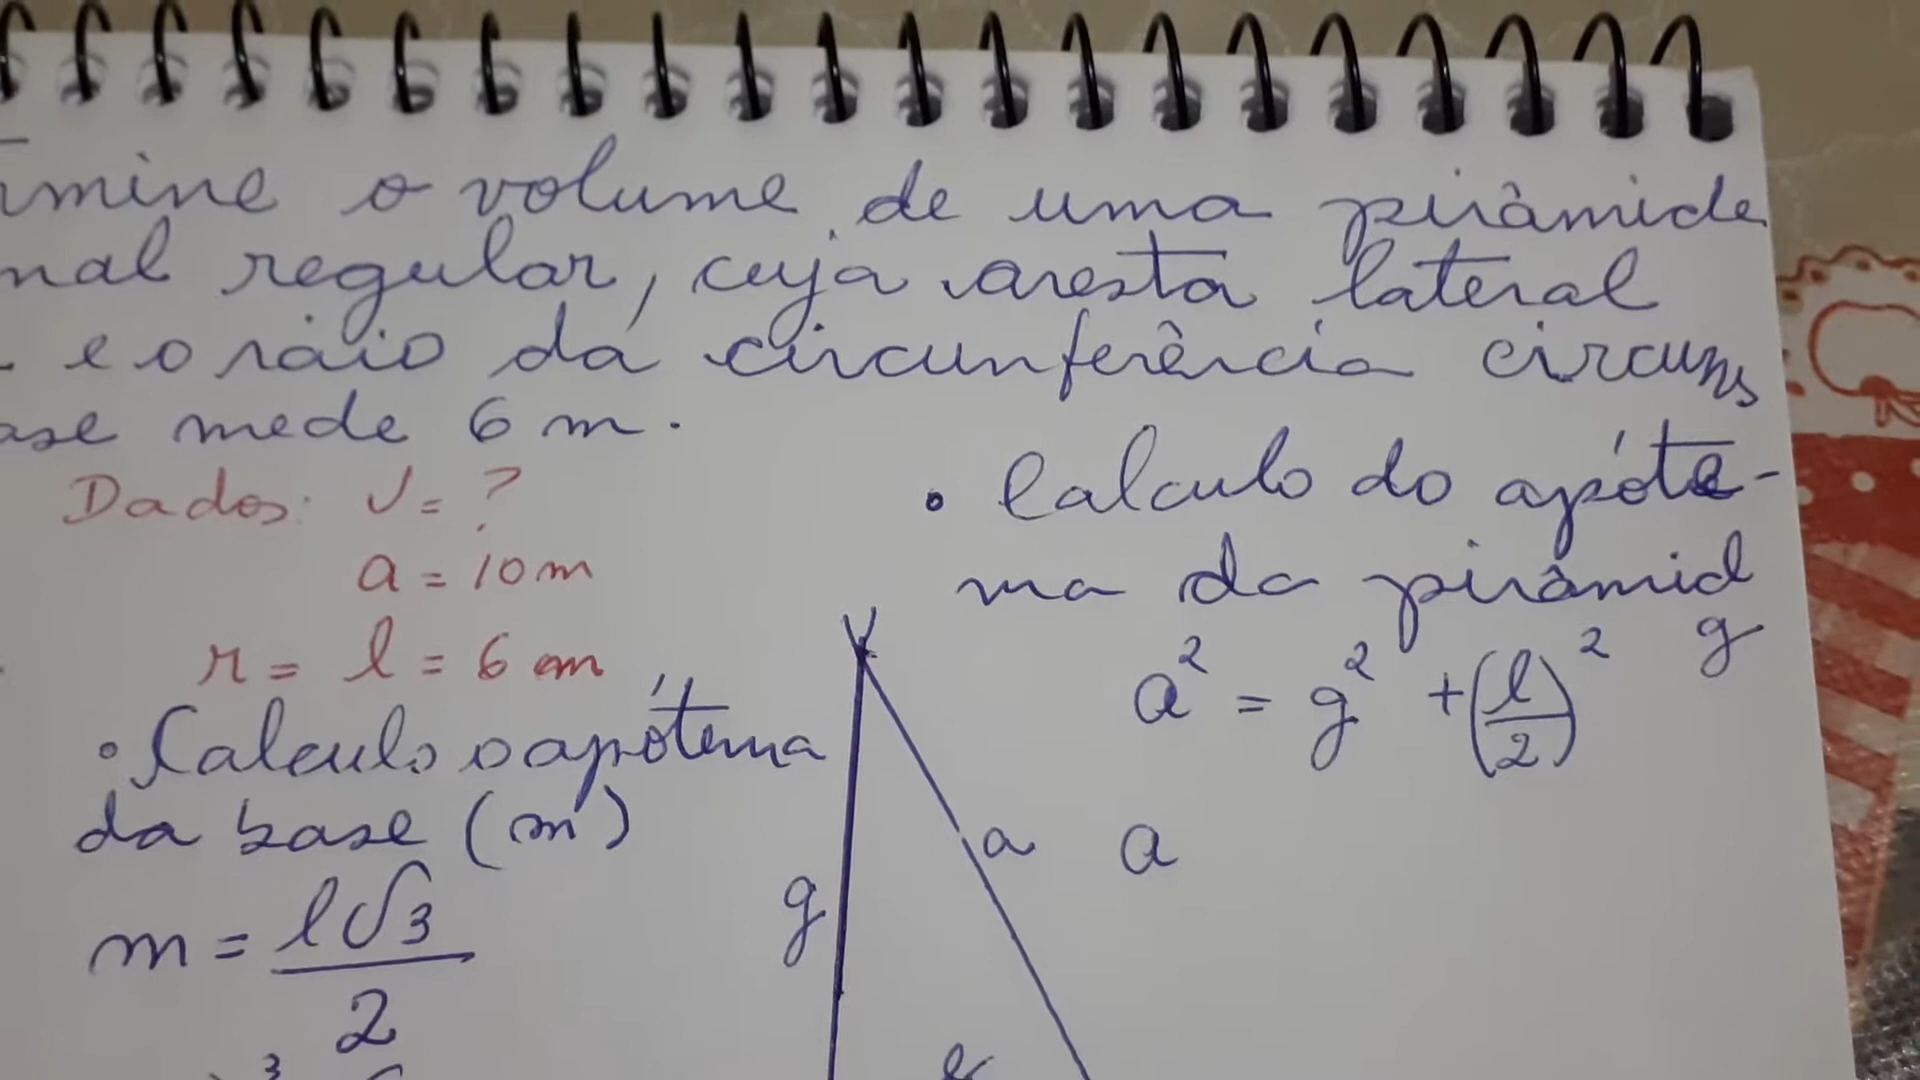 mine o volume de uma pirâmide
nal regular, cuja aresta lateral
e o raio da circunferência circuns
ase mede 6 m.
Dados: V = ?
a = 10 m
r = l = 6 m
• Calculo o apótema
da base (m)
m = l√3
2
• Calculo do apóte-
ma da pirâmid
g
a² = g² + (l/2)²
a
a
g